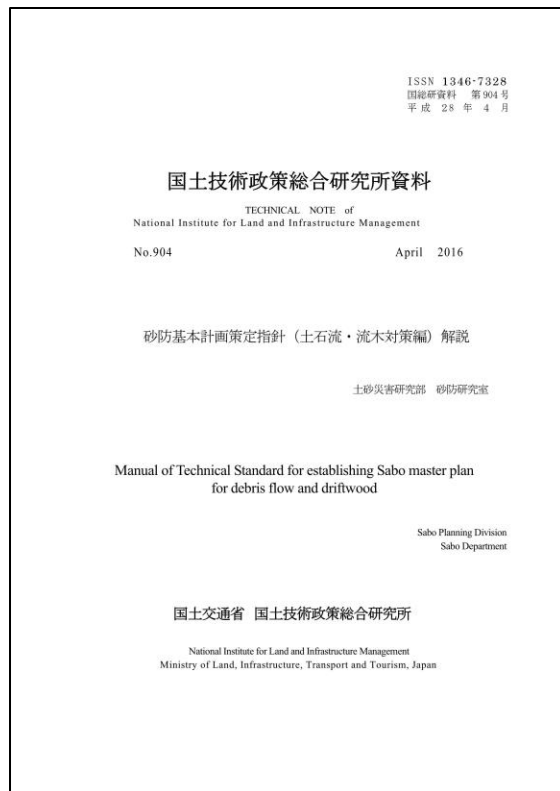 ISSN 1346-7328
国総研資料 第904号
平成 28 年 4 月
国土技術政策総合研究所資料
TECHNICAL NOTE of
National Institute for Land and Infrastructure Management
No.904 April 2016
砂防基本計画策定指針（土石流・流木対策編）解説
土砂災害研究部 砂防研究室
Manual of Technical Standard for establishing Sabo master plan
for debris flow and driftwood
Sabo Planning Division
Sabo Department
国土交通省 国土技術政策総合研究所
National Institute for Land and Infrastructure Management
Ministry of Land, Infrastructure, Transport and Tourism, Japan